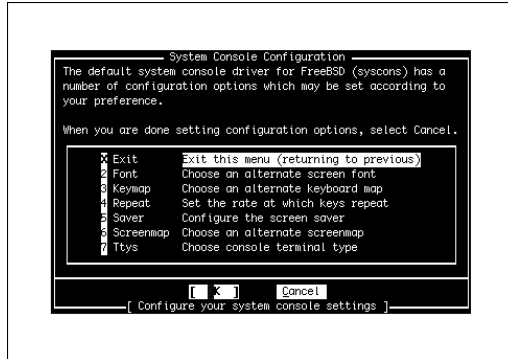 System Console Configuration
The default system console driver for FreeBSD (syscons) has a
number of configuration options which may be set according to
your preference.
When you are done setting configuration options, select Cancel.
X Exit Exit this menu (returning to previous)
2 Font Choose an alternate screen font
3 Keymap Choose an alternate keyboard map
4 Repeat Set the rate at which keys repeat
5 Saver Configure the screen saver
6 Screenmap Choose an alternate screenmap
7 Ttys Choose console terminal type
[ K ] Cancel
[ Configure your system console settings ]